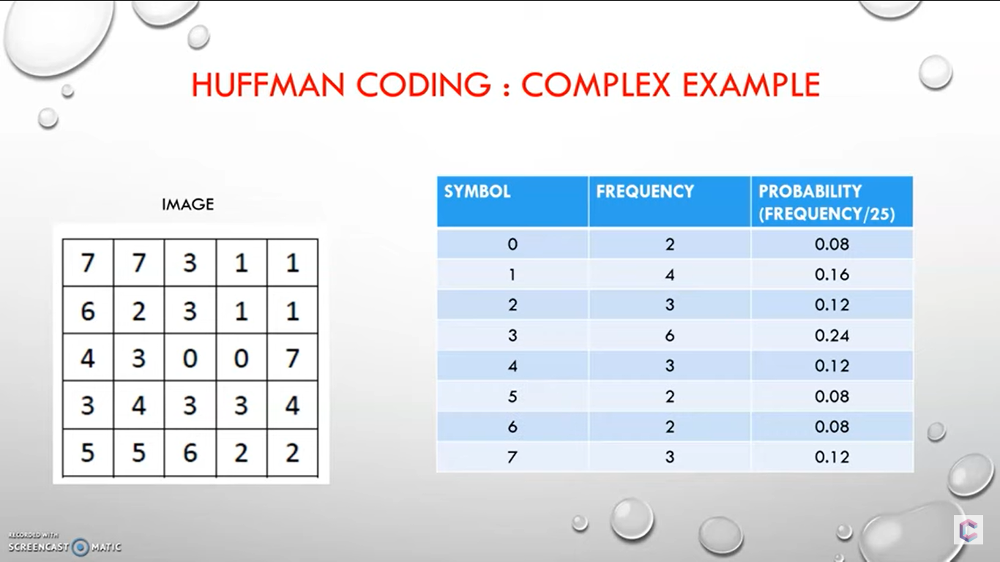 HUFFMAN CODING : COMPLEX EXAMPLE
IMAGE
7 7 3 1 1
6 2 3 1 1
4 3 0 0 7
3 4 3 3 4
5 5 6 2 2
SYMBOL FREQUENCY PROBABILITY
(FREQUENCY/25)
0 2 0.08
1 4 0.16
2 3 0.12
3 6 0.24
4 3 0.12
5 2 0.08
6 2 0.08
7 3 0.12
RECORDED WITH
SCREENCAST MATIC